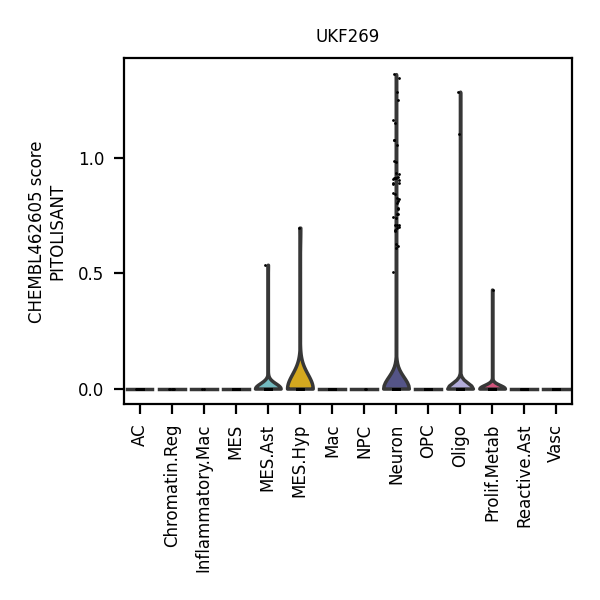 UKF269
CHEMBL462605 score
PITOLISANT
1.0
0.5
0.0
AC
Chromatin.Reg
Inflammatory.Mac
MES
MES.Ast
MES.Hyp
Mac
NPC
Neuron
OPC
Oligo
Prolif.Metab
Reactive.Ast
Vasc